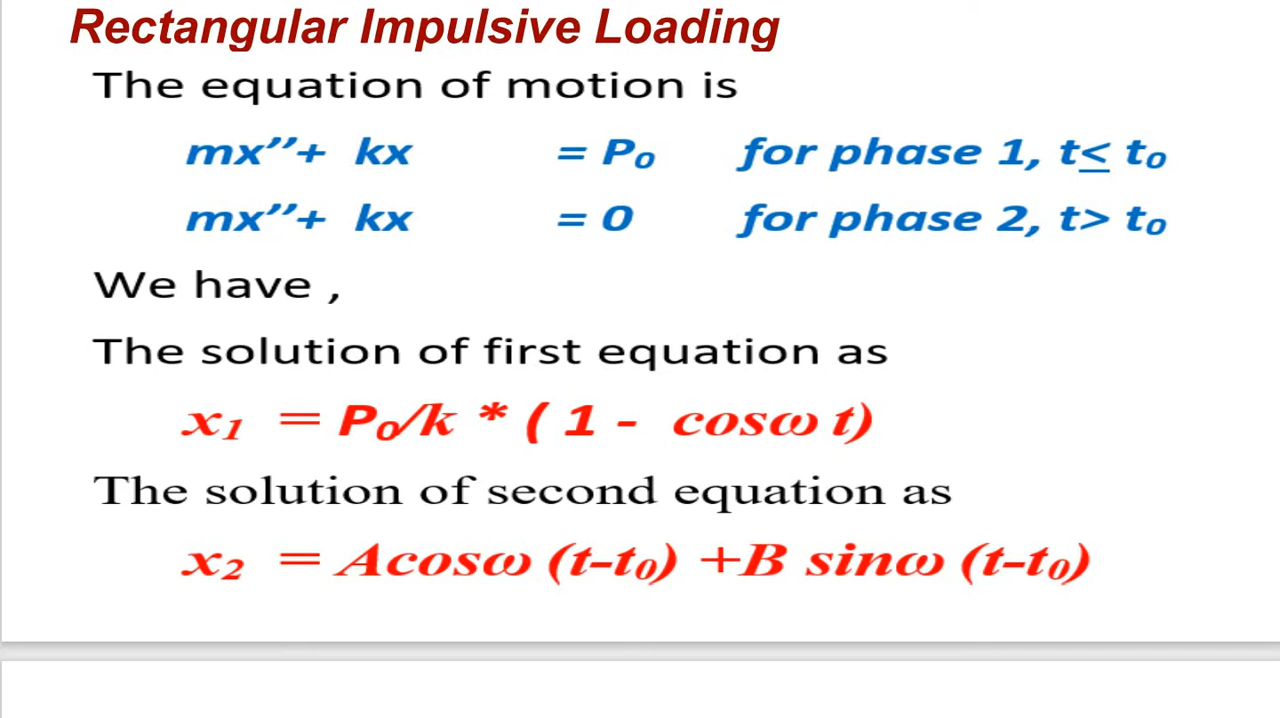 Rectangular Impulsive Loading
The equation of motion is
mx’’+ kx = P₀ for phase 1, t≤ t₀
mx’’+ kx = 0 for phase 2, t> t₀
We have ,
The solution of first equation as
x₁ = P₀/k * ( 1 - cosω t)
The solution of second equation as
x₂ = Acosω (t-t₀) +B sinω (t-t₀)